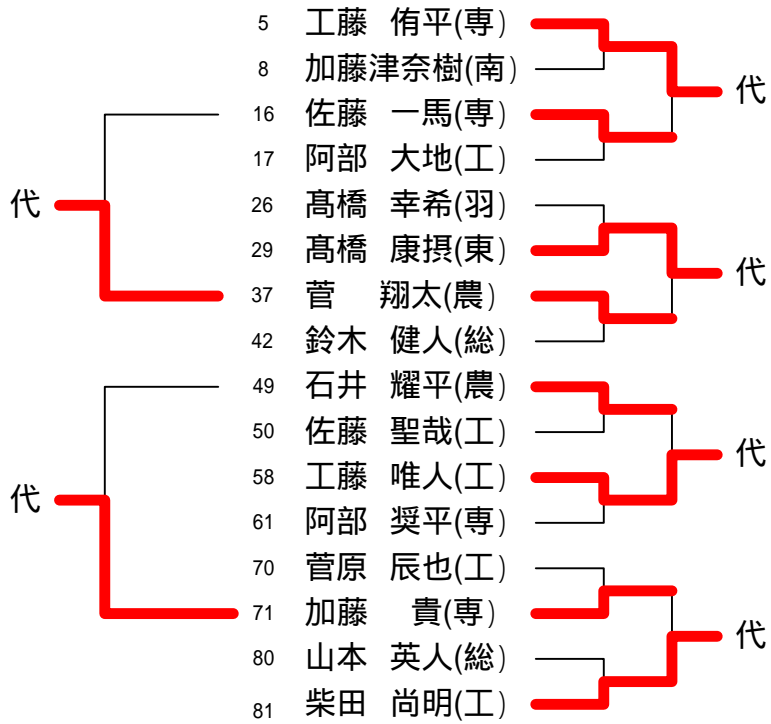 5 工藤 侑平(専)
8 加藤津奈樹(南)
代
16 佐藤 一馬(専)
17 阿部 大地(工)
代
26 髙橋 幸希(羽)
29 髙橋 康摂(東)
代
37 菅 翔太(農)
42 鈴木 健人(総)
49 石井 耀平(農)
50 佐藤 聖哉(工)
代
58 工藤 唯人(工)
代
61 阿部 奨平(専)
70 菅原 辰也(工)
71 加藤 貴(専)
代
80 山本 英人(総)
81 柴田 尚明(工)